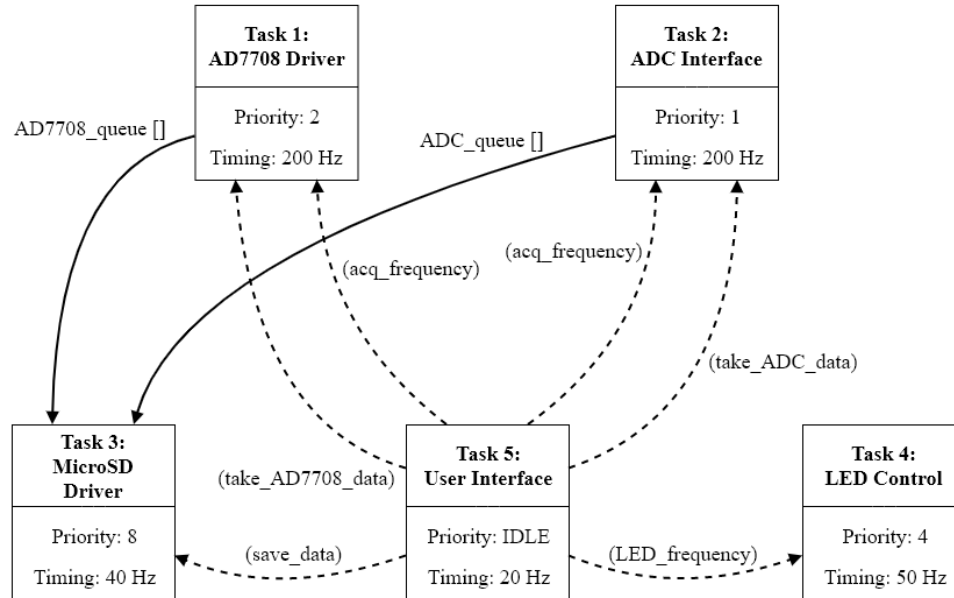 Task 1:
AD7708 Driver
Priority: 2
Timing: 200 Hz
Task 2:
ADC Interface
Priority: 1
Timing: 200 Hz
AD7708_queue []
ADC_queue []
(acq_frequency)
(acq_frequency)
(take_ADC_data)
(take_AD7708_data)
Task 3:
MicroSD
Driver
Priority: 8
Timing: 40 Hz
(save_data)
Task 5:
User Interface
Priority: IDLE
Timing: 20 Hz
(LED_frequency)
Task 4:
LED Control
Priority: 4
Timing: 50 Hz